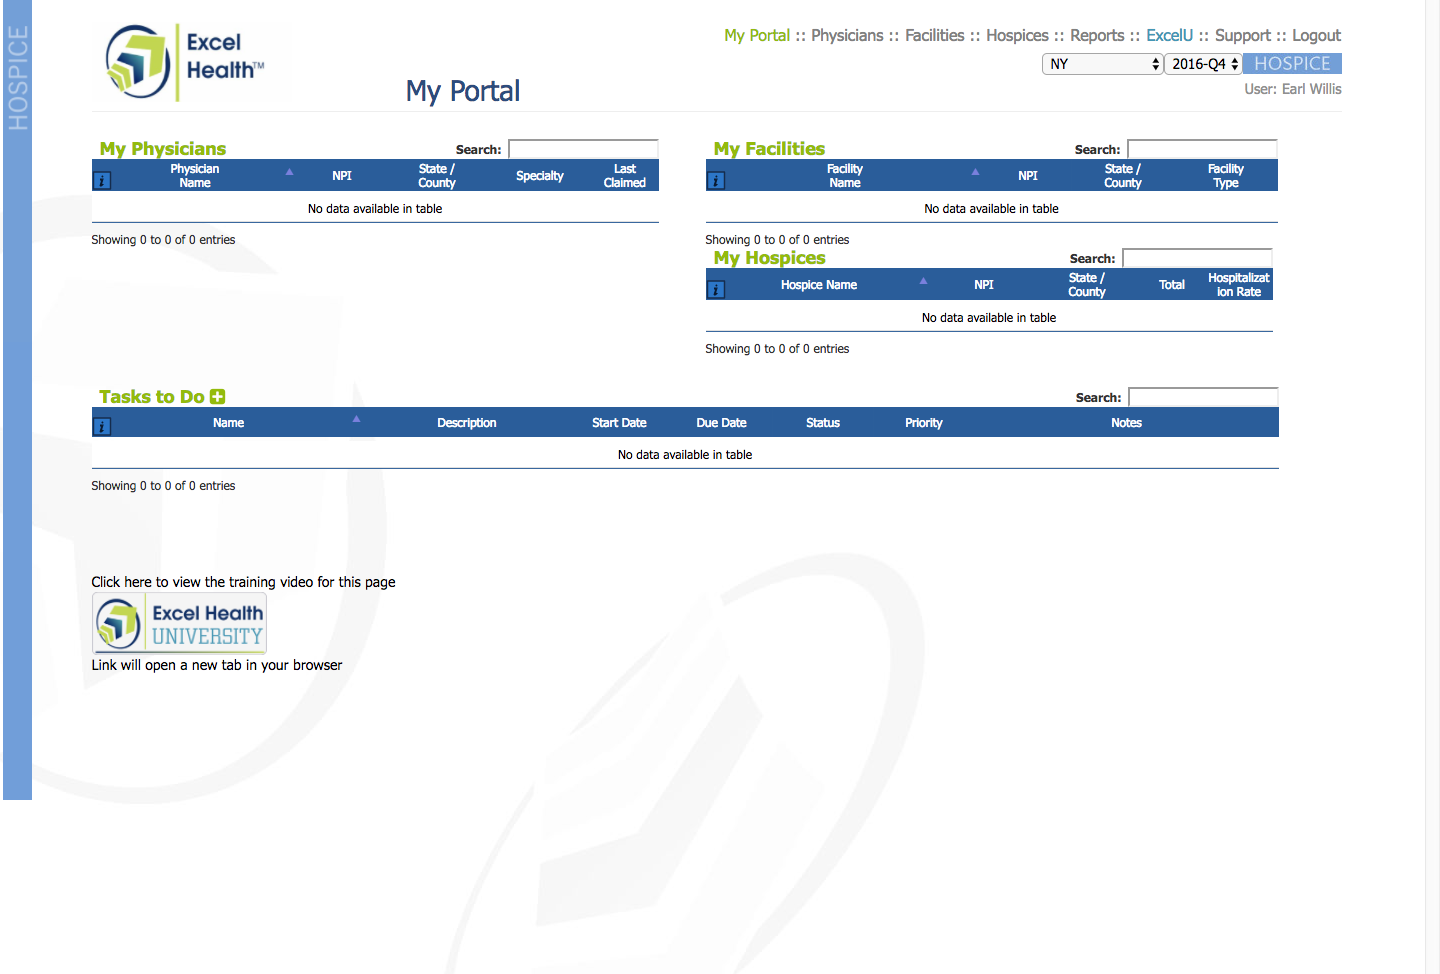 HOSPICE
Excel
Health™
My Portal
My Portal :: Physicians :: Facilities :: Hospices :: Reports :: ExcelU :: Support :: Logout
NY 2016-Q4 HOSPICE
User: Earl Willis
My Physicians Search:
i Physician Name NPI State / County Specialty Last Claimed
No data available in table
Showing 0 to 0 of 0 entries
My Facilities Search:
i Facility Name NPI State / County Facility Type
No data available in table
Showing 0 to 0 of 0 entries
My Hospices Search:
i Hospice Name NPI State / County Total Hospitalizat ion Rate
No data available in table
Showing 0 to 0 of 0 entries
Tasks to Do Search:
i Name Description Start Date Due Date Status Priority Notes
No data available in table
Showing 0 to 0 of 0 entries
Click here to view the training video for this page
Excel Health
UNIVERSITY
Link will open a new tab in your browser